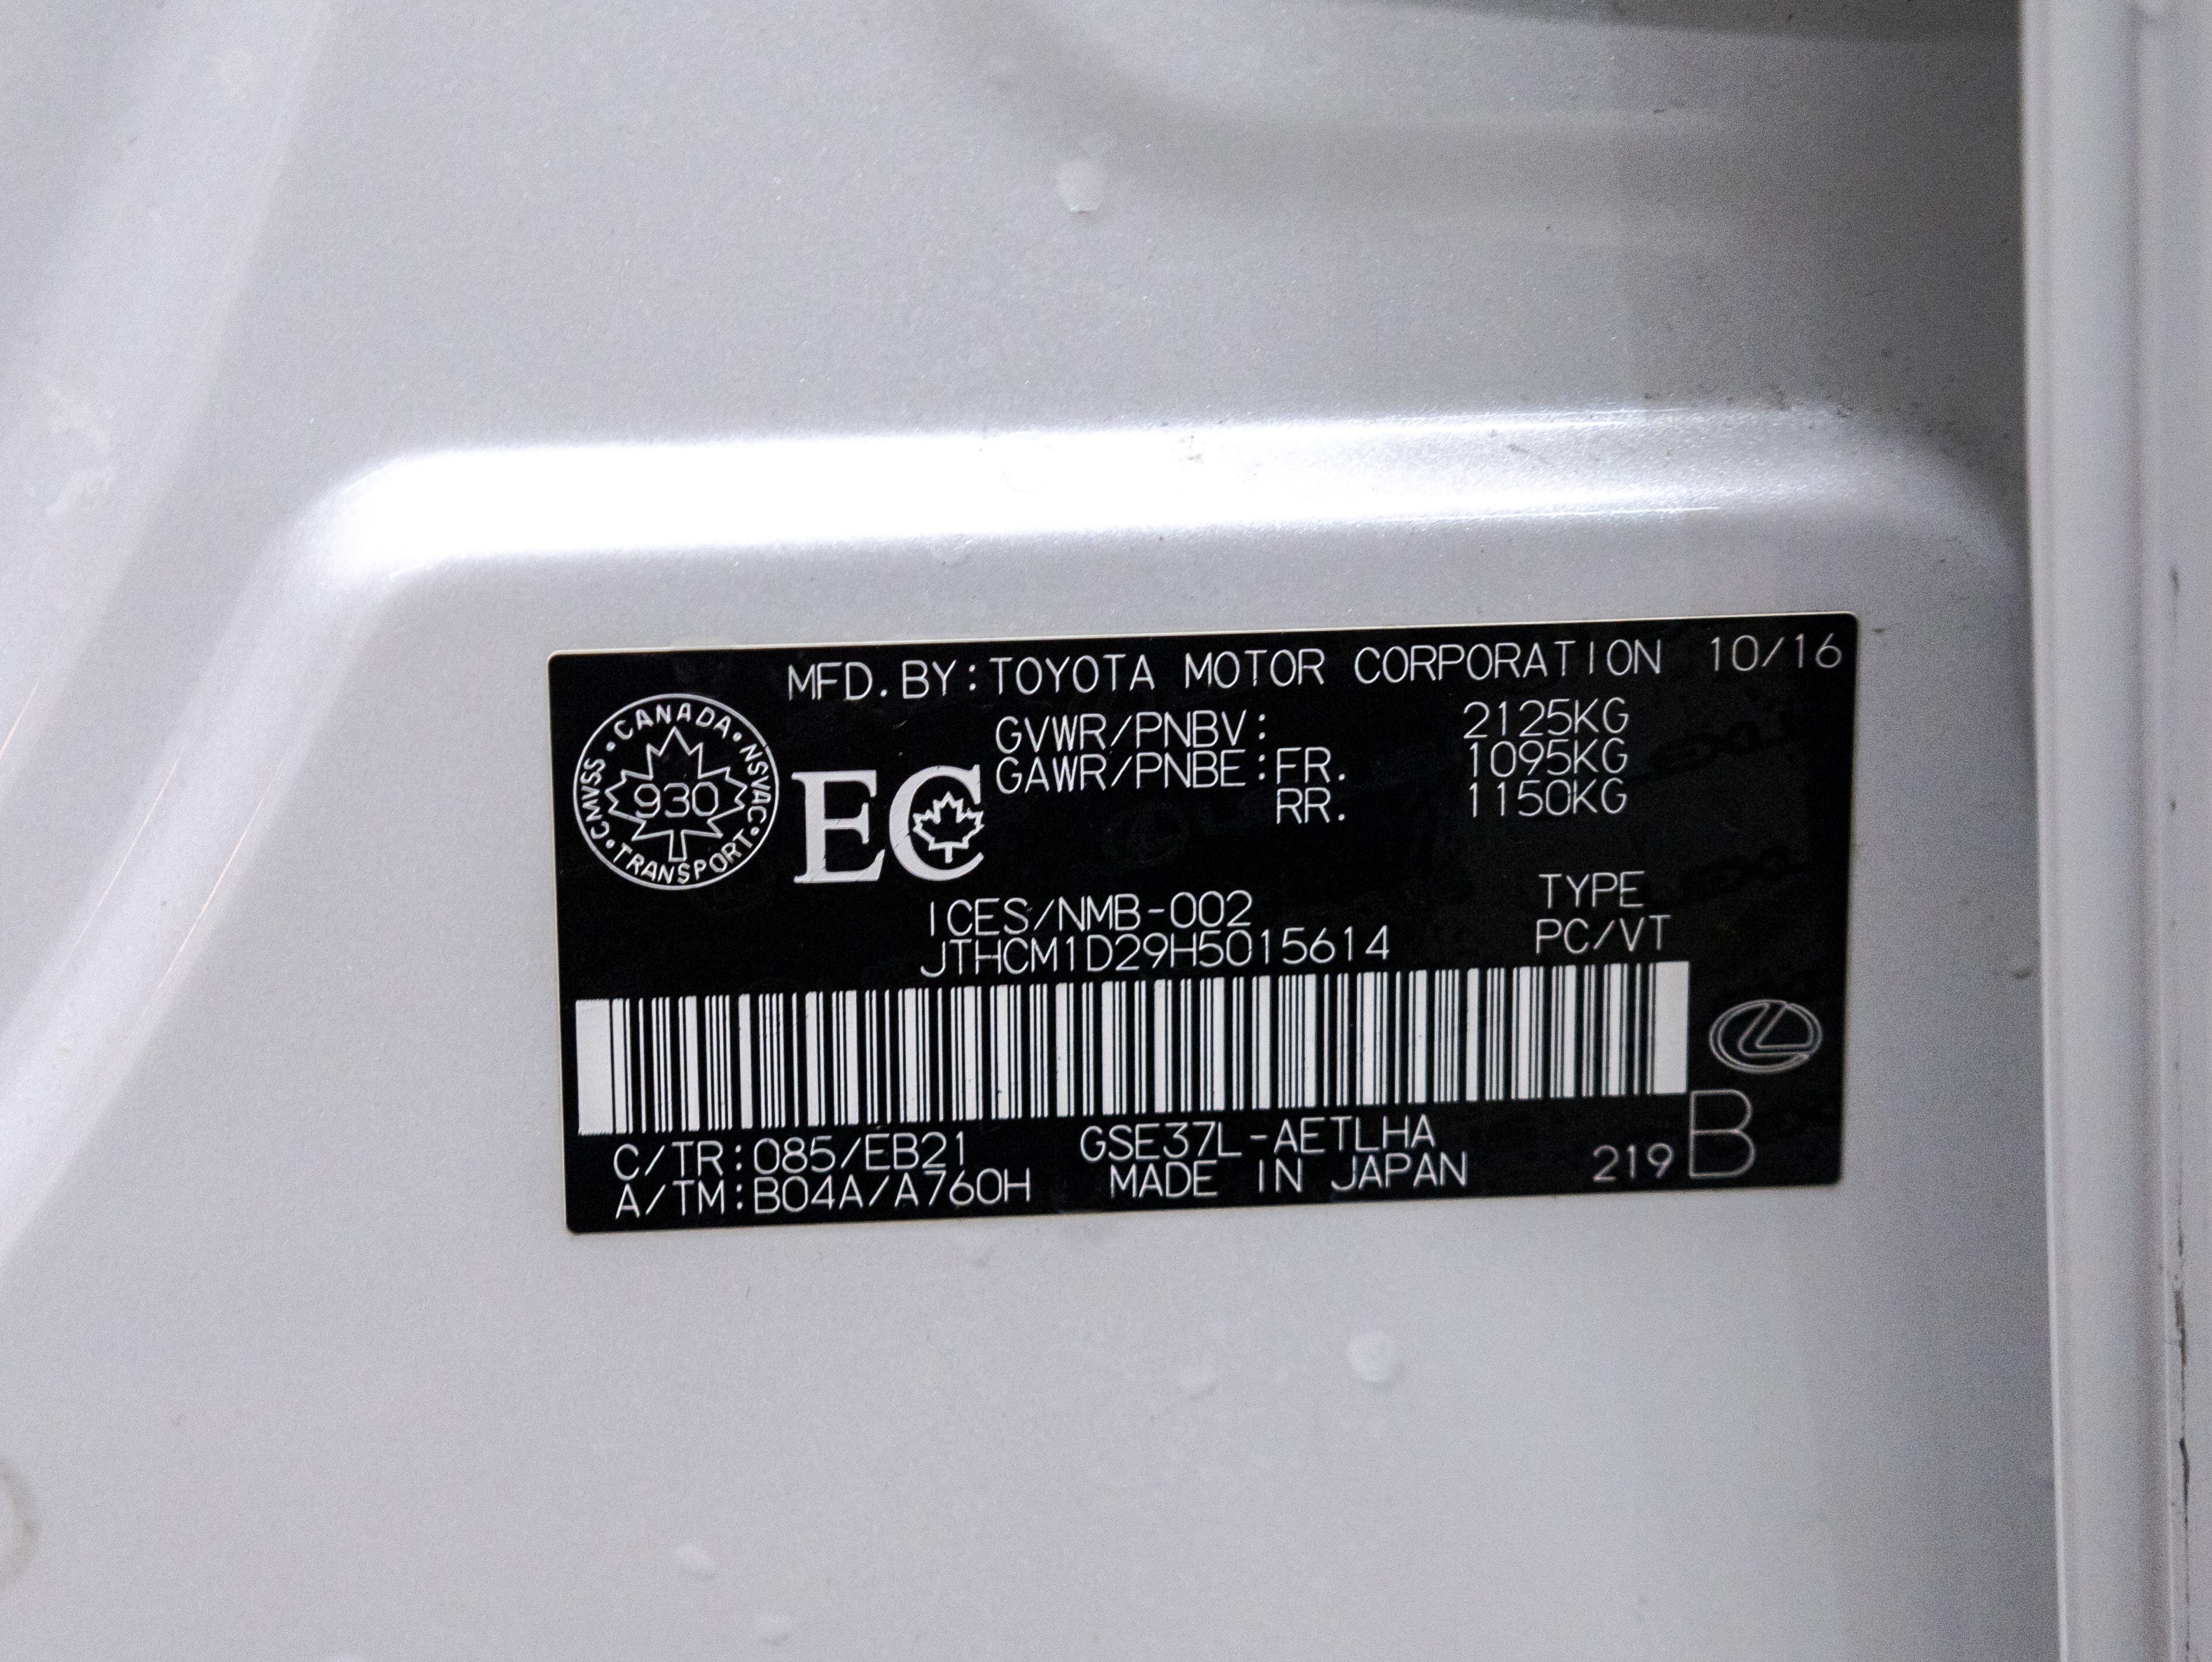 MFD.BY:TOYOTA MOTOR CORPORATION 10/16
GVWR/PNBV: 2125KG
GAWR/PNBE:FR. 1095KG
RR. 1150KG
CANADA • NSVAC • TRANSPORT • CMVSS •
930
EC
ICES/NMB-002
JTHCM1D29H5015614
TYPE
PC/VT
C/TR:085/EB21
A/TM:B04A/A760H
GSE37L-AETLHA
MADE IN JAPAN
219 B